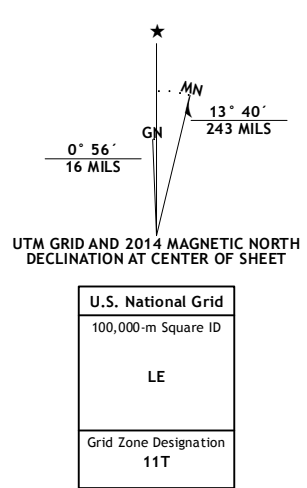 MN
GN
13° 40´
243 MILS
0° 56´
16 MILS
UTM GRID AND 2014 MAGNETIC NORTH
DECLINATION AT CENTER OF SHEET
U.S. National Grid
100,000-m Square ID
LE
Grid Zone Designation
11T